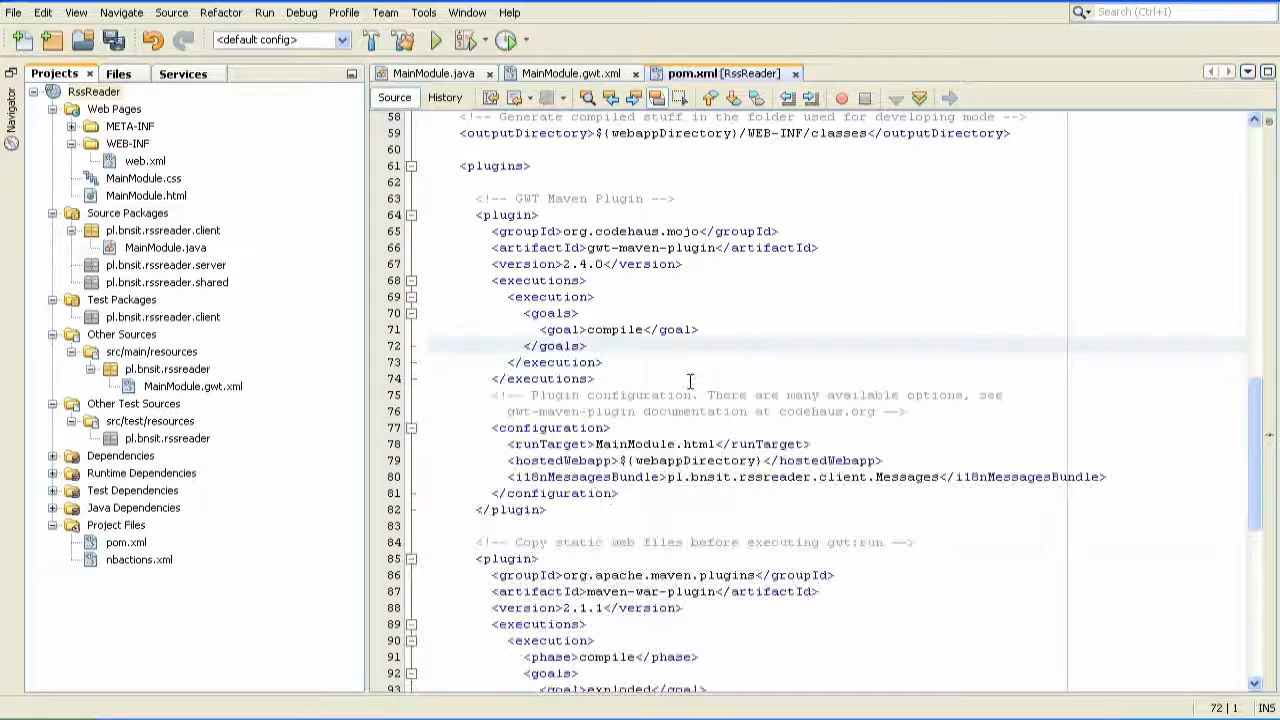 File Edit View Navigate Source Refactor Run Debug Profile Team Tools Window Help
Search (Ctrl+I)
<default config>
Projects Files Services
MainModule.java MainModule.gwt.xml pom.xml [RssReader]
Navigator
Source History
RssReader
Web Pages
META-INF
WEB-INF
web.xml
MainModule.css
MainModule.html
Source Packages
pl.bnsit.rssreader.client
MainModule.java
pl.bnsit.rssreader.server
pl.bnsit.rssreader.shared
Test Packages
pl.bnsit.rssreader.client
Other Sources
src/main/resources
pl.bnsit.rssreader
MainModule.gwt.xml
Other Test Sources
src/test/resources
pl.bnsit.rssreader
Dependencies
Runtime Dependencies
Test Dependencies
Java Dependencies
Project Files
pom.xml
nbactions.xml
58 <!-- Generate compiled stuff in the folder used for developing mode -->
59 <outputDirectory>${webappDirectory}/WEB-INF/classes</outputDirectory>
60
61 <plugins>
62
63 <!-- GWT Maven Plugin -->
64 <plugin>
65 <groupId>org.codehaus.mojo</groupId>
66 <artifactId>gwt-maven-plugin</artifactId>
67 <version>2.4.0</version>
68 <executions>
69 <execution>
70 <goals>
71 <goal>compile</goal>
72 </goals>
73 </execution>
74 </executions>
75 <!-- Plugin configuration. There are many available options, see
76 gwt-maven-plugin documentation at codehaus.org -->
77 <configuration>
78 <runTarget>MainModule.html</runTarget>
79 <hostedWebapp>${webappDirectory}</hostedWebapp>
80 <i18nMessagesBundle>pl.bnsit.rssreader.client.Messages</i18nMessagesBundle>
81 </configuration>
82 </plugin>
83
84 <!-- Copy static web files before executing gwt:run -->
85 <plugin>
86 <groupId>org.apache.maven.plugins</groupId>
87 <artifactId>maven-war-plugin</artifactId>
88 <version>2.1.1</version>
89 <executions>
90 <execution>
91 <phase>compile</phase>
92 <goals>
93 <goal>exploded</goal>
72 | 1 INS